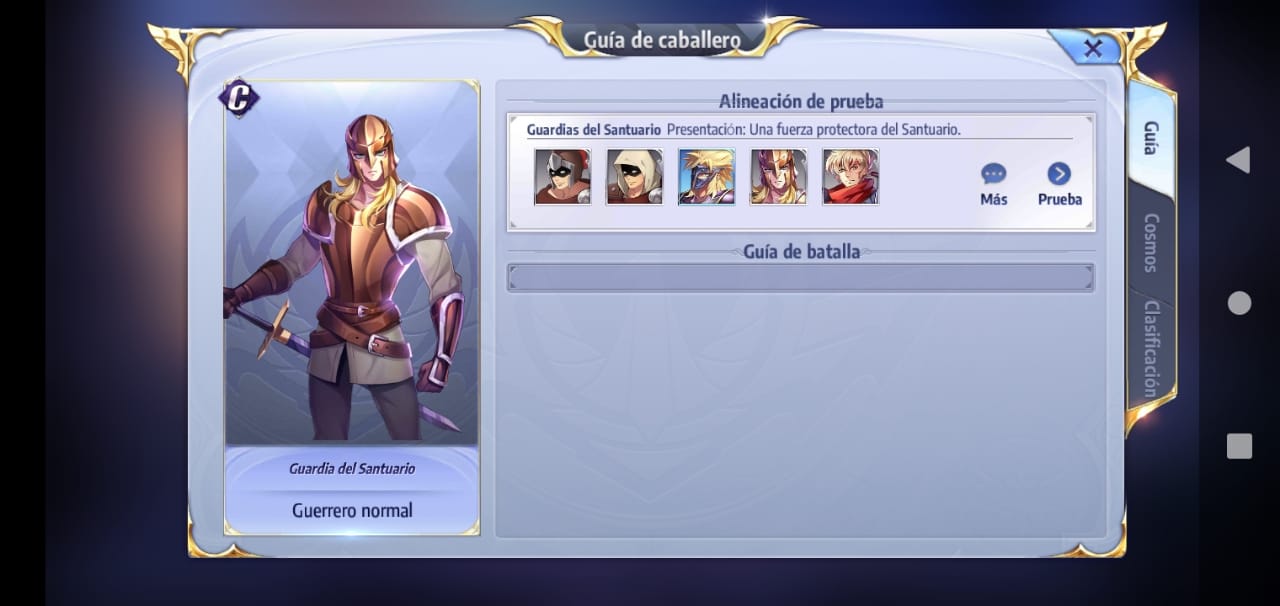 Guía de caballero
C
Alineación de prueba
Guardias del Santuario Presentación: Una fuerza protectora del Santuario.
Más
Prueba
Guía de batalla
Guardia del Santuario
Guerrero normal
Guía
Cosmos
Clasificación